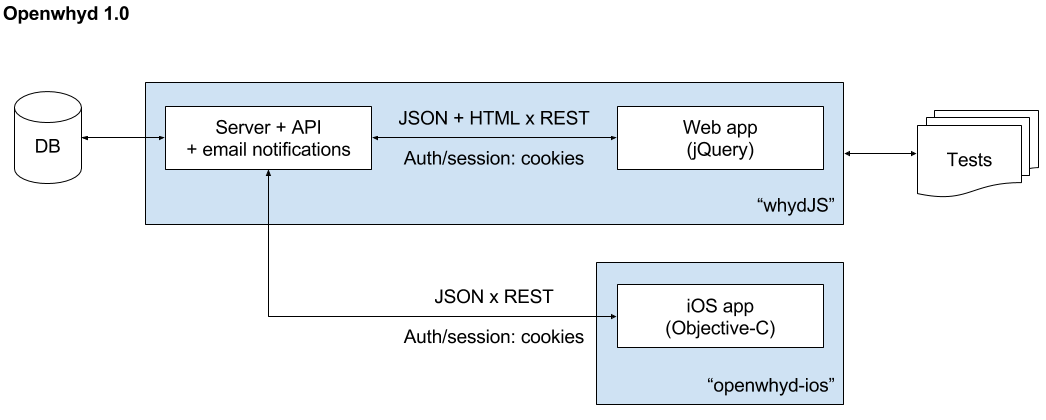 Openwhyd 1.0
DB
Server + API
+ email notifications
JSON + HTML x REST
Auth/session: cookies
Web app
(jQuery)
Tests
“whydJS”
JSON x REST
Auth/session: cookies
iOS app
(Objective-C)
“openwhyd-ios”